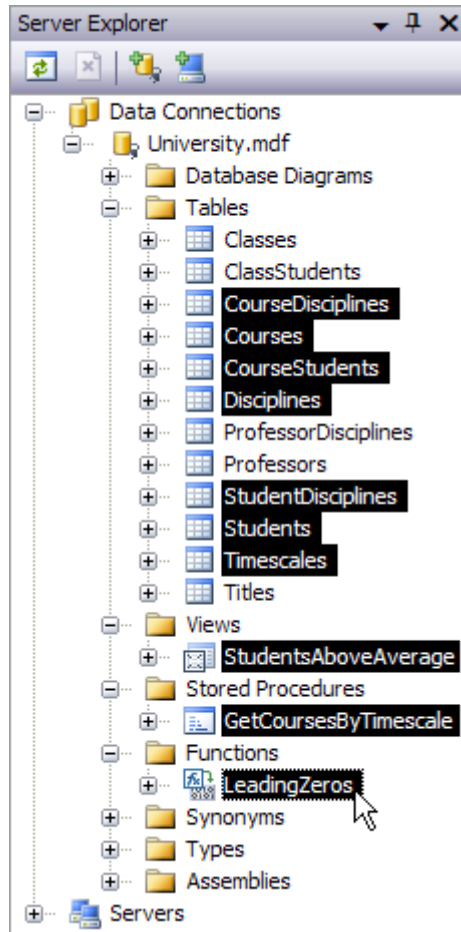 Server Explorer
Data Connections
University.mdf
Database Diagrams
Tables
Classes
ClassStudents
CourseDisciplines
Courses
CourseStudents
Disciplines
ProfessorDisciplines
Professors
StudentDisciplines
Students
Timescales
Titles
Views
StudentsAboveAverage
Stored Procedures
GetCoursesByTimescale
Functions
LeadingZeros
Synonyms
Types
Assemblies
Servers